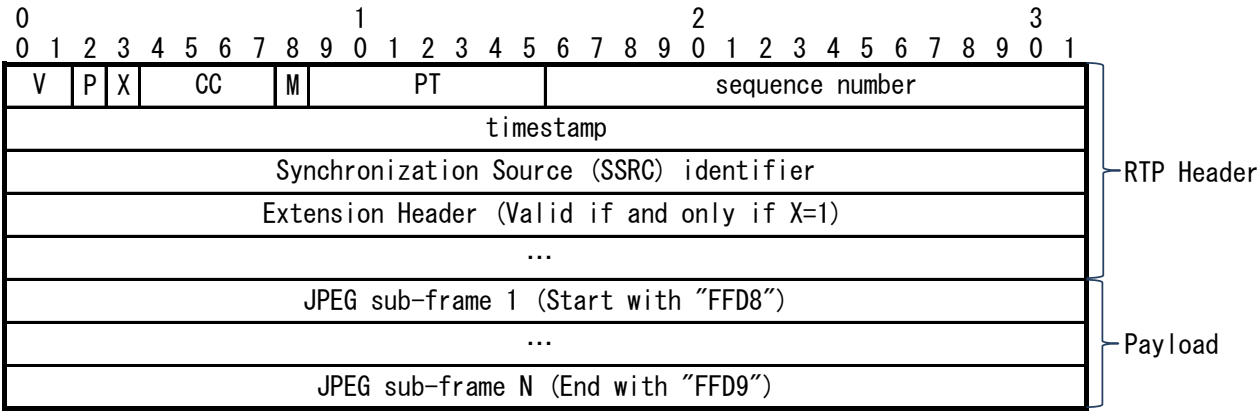 0 1 2 3
0 1 2 3 4 5 6 7 8 9 0 1 2 3 4 5 6 7 8 9 0 1 2 3 4 5 6 7 8 9 0 1
V P X CC M PT sequence number
timestamp
Synchronization Source (SSRC) identifier
RTP Header
Extension Header (Valid if and only if X=1)
...
JPEG sub-frame 1 (Start with "FFD8")
...
Payload
JPEG sub-frame N (End with "FFD9")